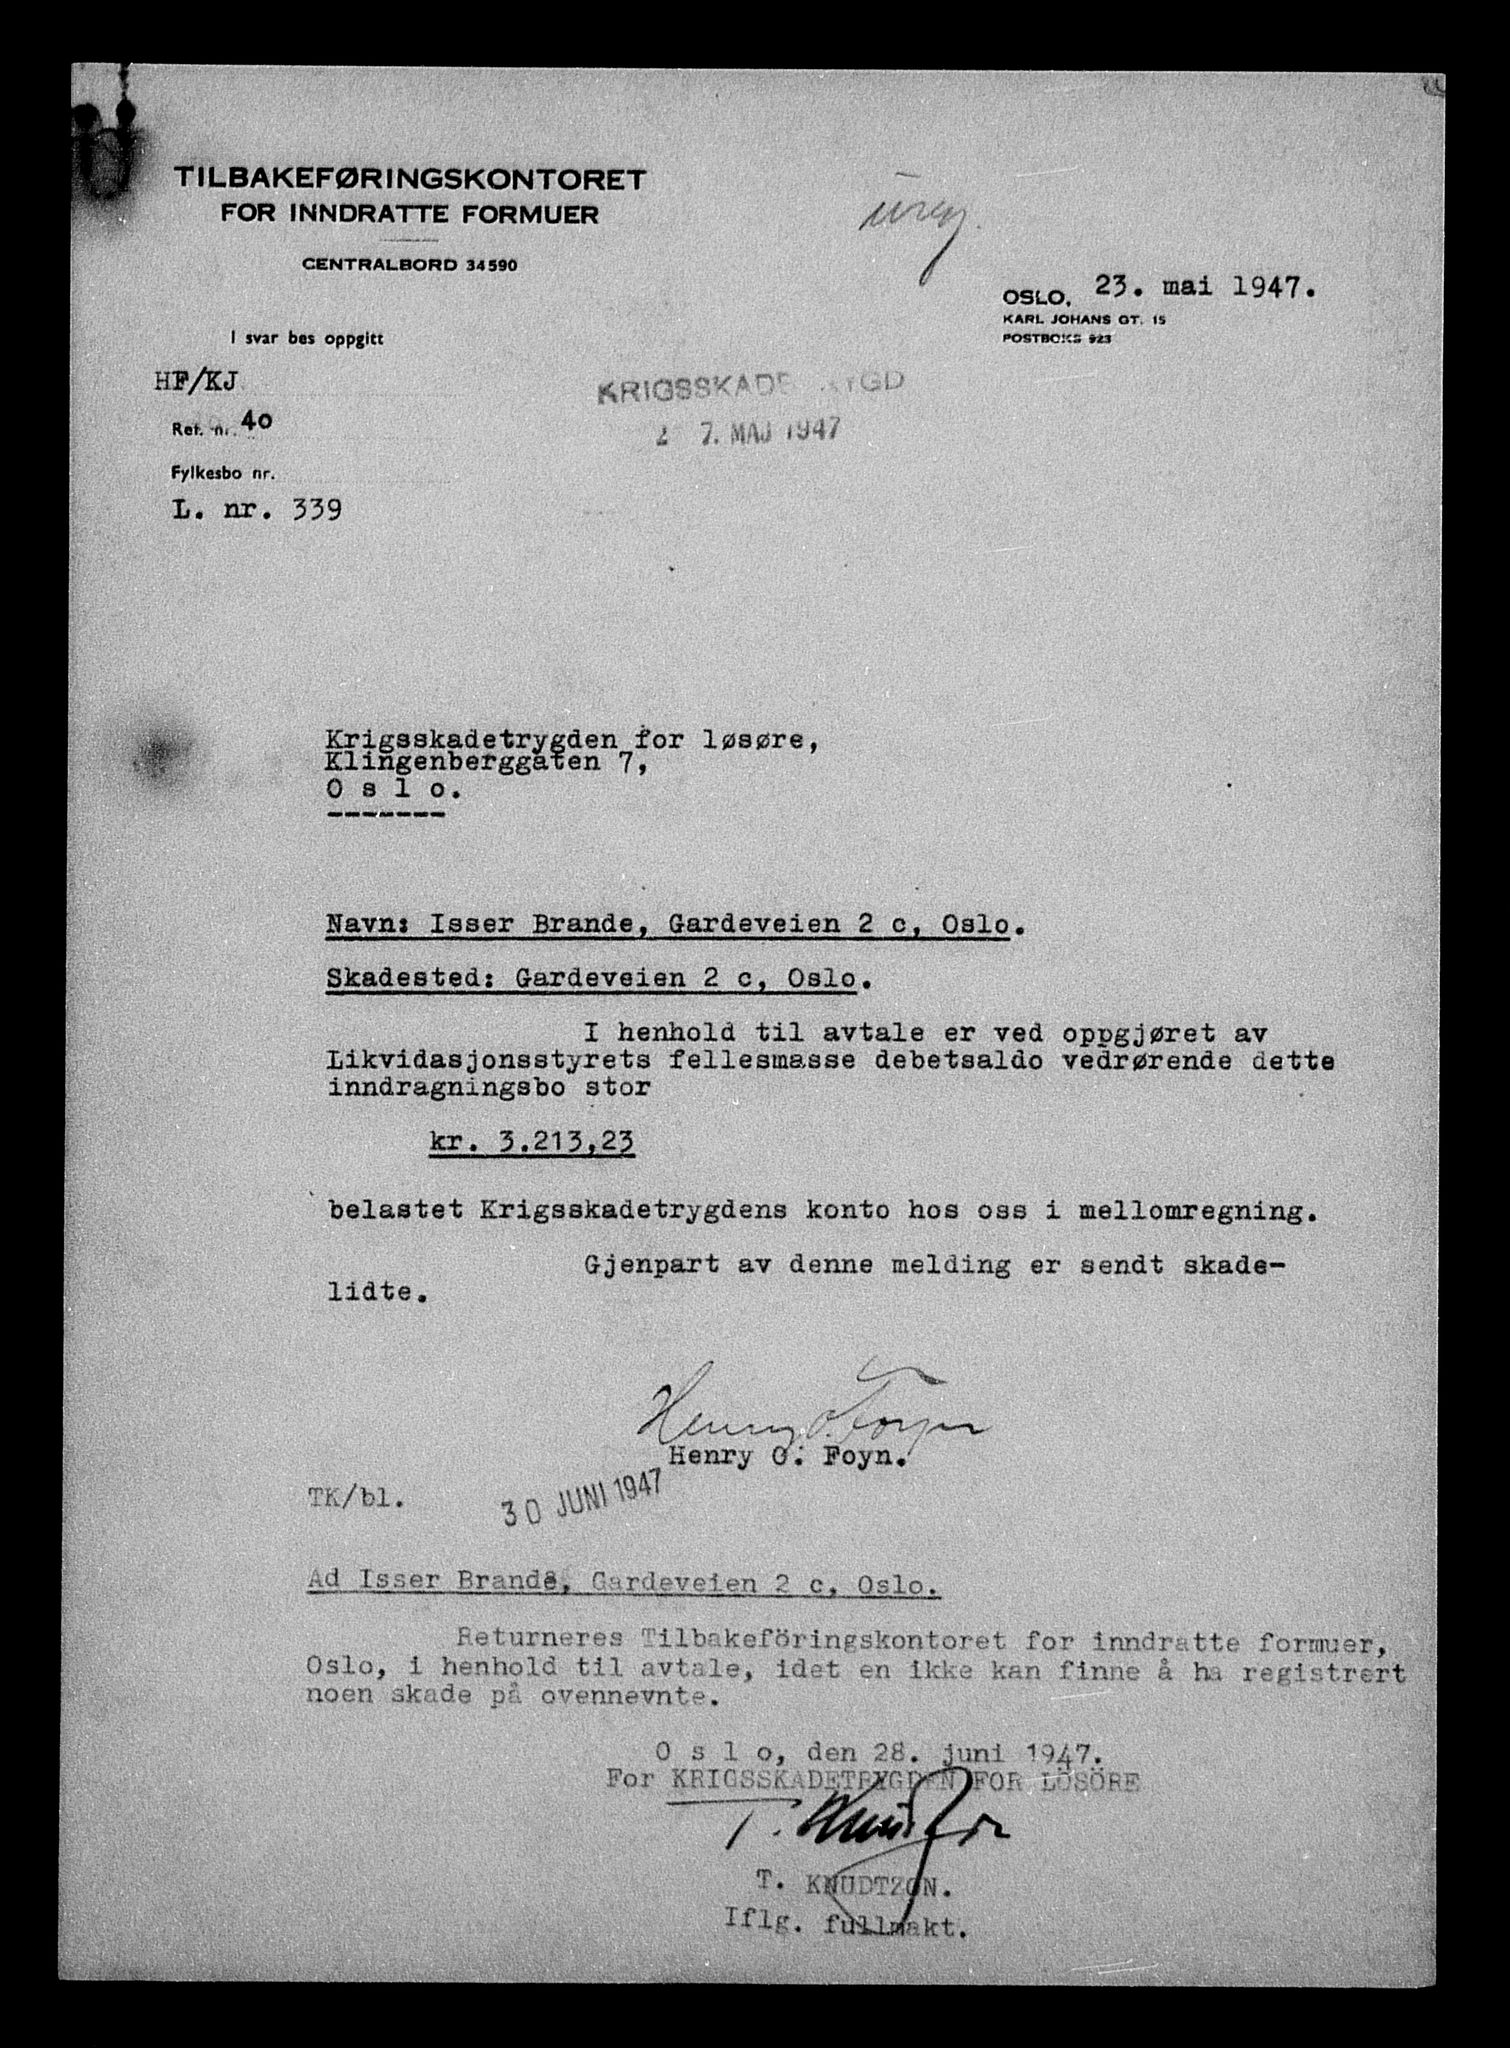 TILBAKEFØRINGSKONTORET
FOR INNDRATTE FORMUER
CENTRALBORD 34590
OSLO, 23. mai 1947.
KARL JOHANS GT. 15
POSTBOKS 923
I svar bes oppgitt
HF/KJ
Ref. nr. 40
Fylkesbo nr.
L. nr. 339
KRIGSSKADE YGD
2 7. MAJ 1947
Krigsskadetrygden for løsøre,
Klingenberggaten 7,
O s l o.
-------
Navn: Isser Brande, Gardeveien 2 c, Oslo.
Skadested: Gardeveien 2 c, Oslo.
I henhold til avtale er ved oppgjøret av
Likvidasjonsstyrets fellesmasse debetsaldo vedrørende dette
inndragningsbo stor
kr. 3.213,23
belastet Krigsskadetrygdens konto hos oss i mellomregning.
Gjenpart av denne melding er sendt skade-
lidte.
Henry O. Foyn
Henry O. Foyn.
TK/bl.
30 JUNI 1947
Ad Isser Brande, Gardeveien 2 c, Oslo.
Returneres Tilbakeföringskontoret for inndratte formuer,
Oslo, i henhold til avtale, idet en ikke kan finne å ha registrert
noen skade på ovennevnte.
O s l o, den 28. juni 1947.
For KRIGSSKADETRYGDEN FOR LÖSÖRE
T. Knudtzon
T. KNUDTZON.
Iflg. fullmakt.